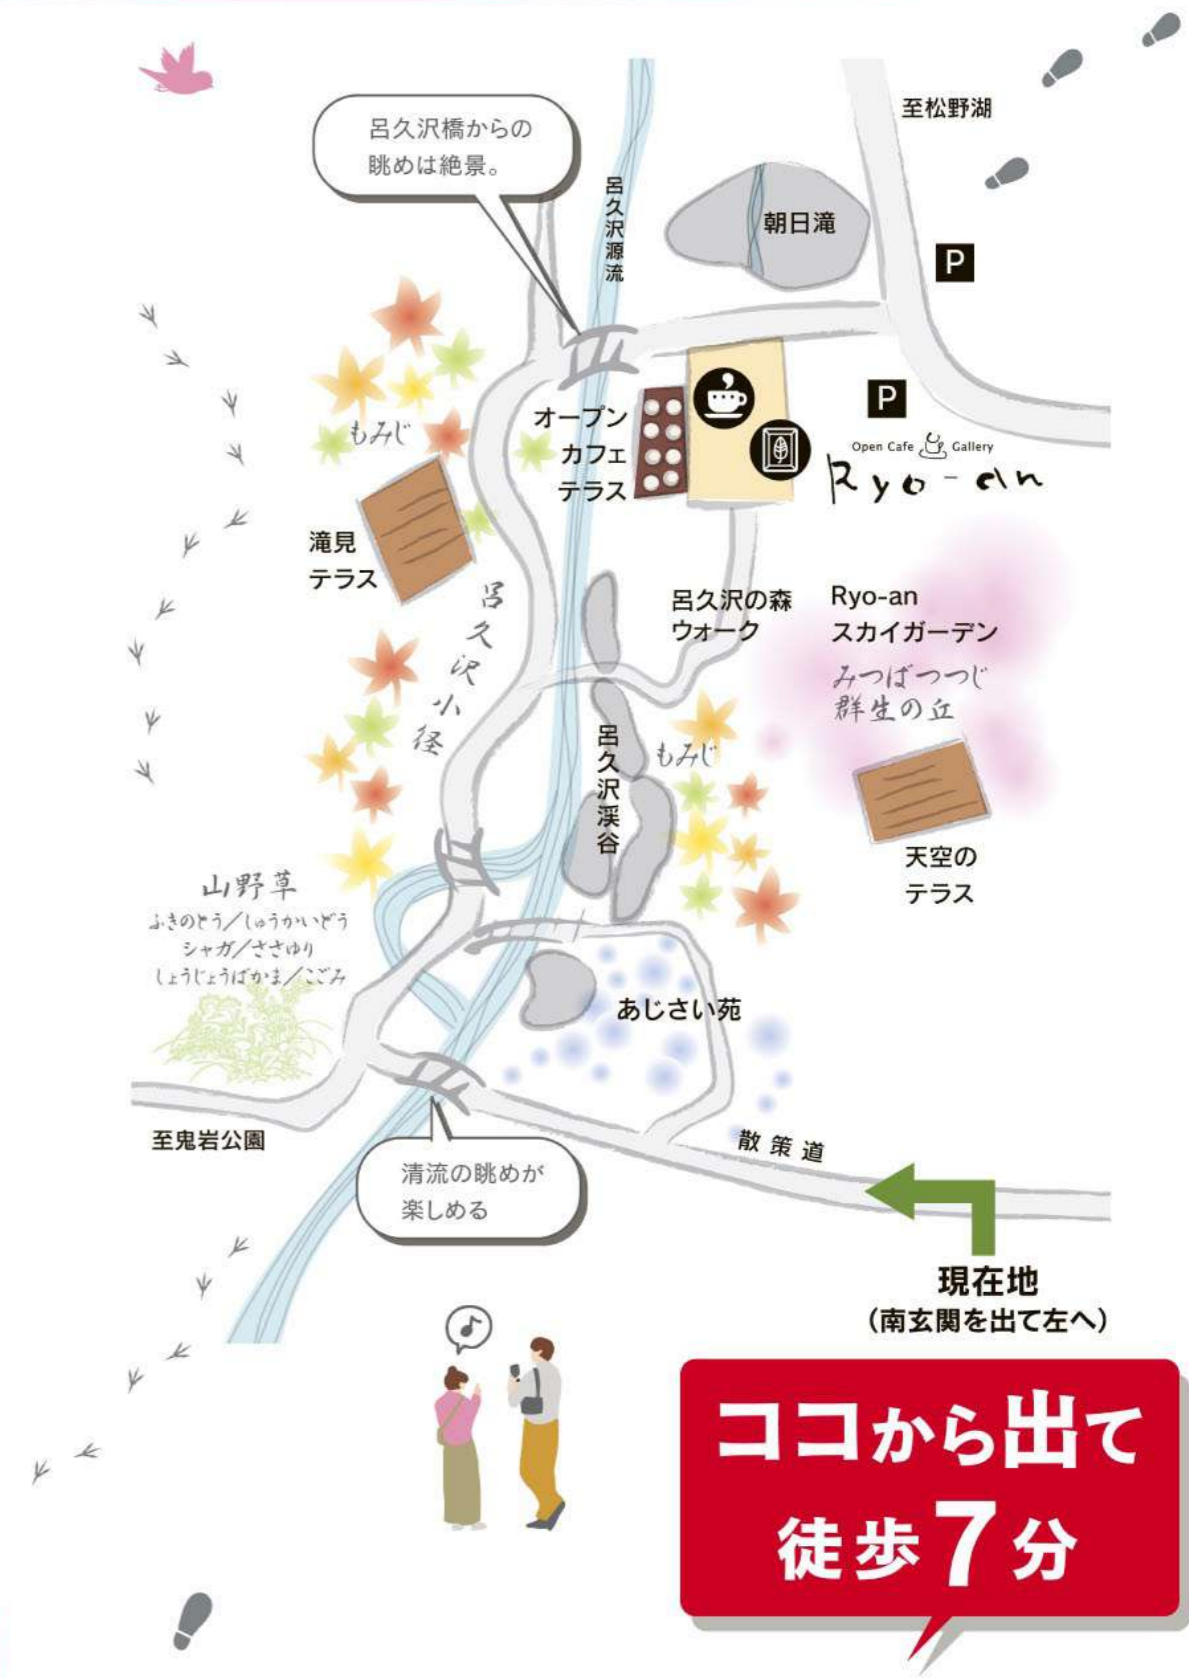 至松野湖
呂久沢橋からの
眺めは絶景。
呂久沢源流
朝日滝
P
P
もみじ
オープン
カフェ
テラス
Open Cafe Gallery
Ryo-an
滝見
テラス
呂久沢小径
呂久沢の森
ウォーク
Ryo-an
スカイガーデン
みつばつつじ
群生の丘
呂久沢渓谷
もみじ
天空の
テラス
山野草
ふきのとう/しゅうかいどう
シャガ/ささゆり
しょうじょうばかま/こごみ
あじさい苑
至鬼岩公園
散策道
清流の眺めが
楽しめる
現在地
(南玄関を出て左へ)
ココから出て
徒歩7分